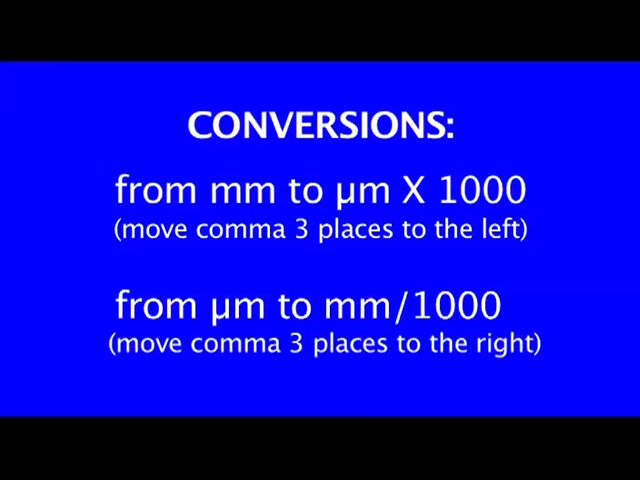 CONVERSIONS:
from mm to µm X 1000
(move comma 3 places to the left)
from µm to mm/1000
(move comma 3 places to the right)